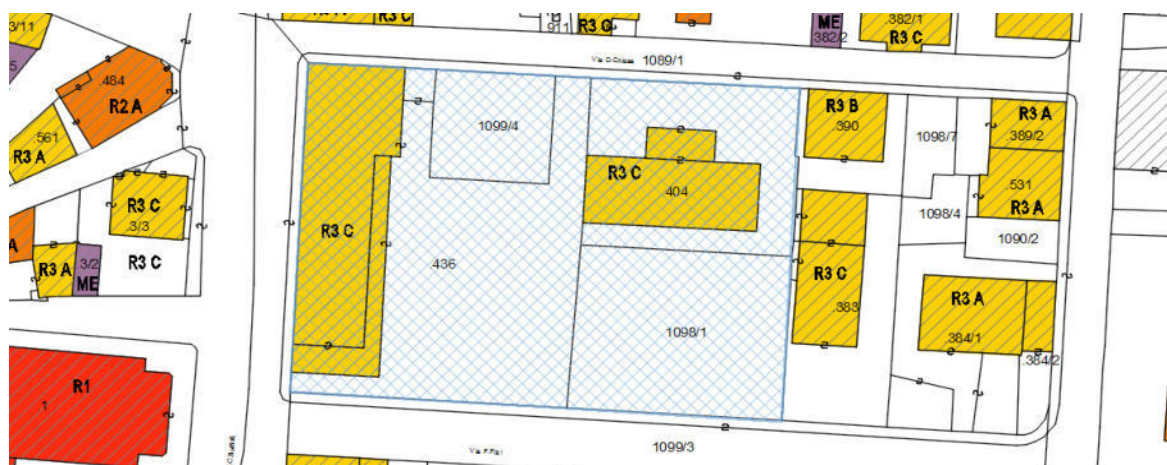 3/11
R3 C
911
R3 C
ME
382/2
.382/1
R3 C
1089/1
5
.484
R2 A
561
R3 A
1099/4
R3 B
.390
1098/7
R3 A
.389/2
R3 C
404
.531
R3 A
R3 C
.3/3
1098/4
1090/2
R3 C
A
R3 A
.3/2
ME
R3 C
436
R3 C
.383
R3 A
.384/1
.384/2
1098/1
R1
.1
1099/3